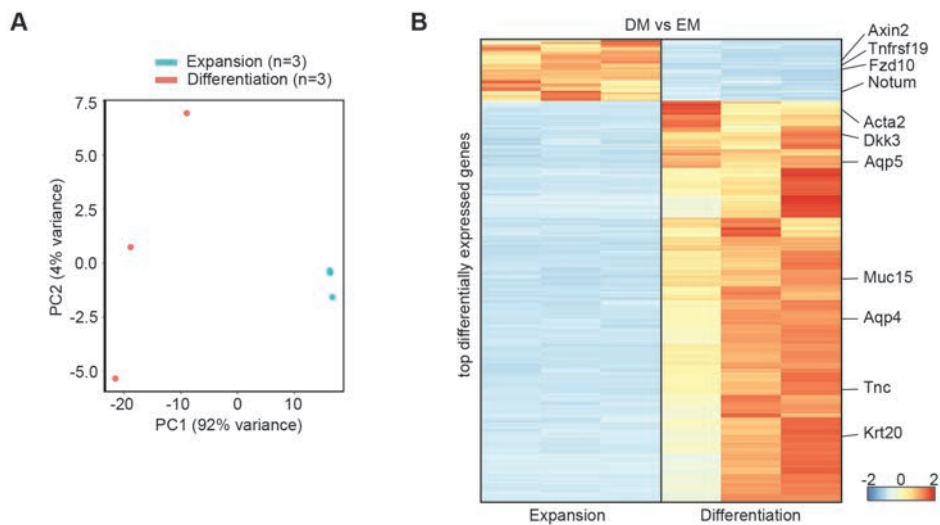 A
Expansion (n=3)
Differentiation (n=3)
7.5
5.0
2.5
0.0
-2.5
-5.0
PC2 (4% variance)
-20 -10 0 10
PC1 (92% variance)
B
DM vs EM
top differentially expressed genes
Axin2
Tnfrsf19
Fzd10
Notum
Acta2
Dkk3
Aqp5
Muc15
Aqp4
Tnc
Krt20
-2 0 2
Expansion Differentiation